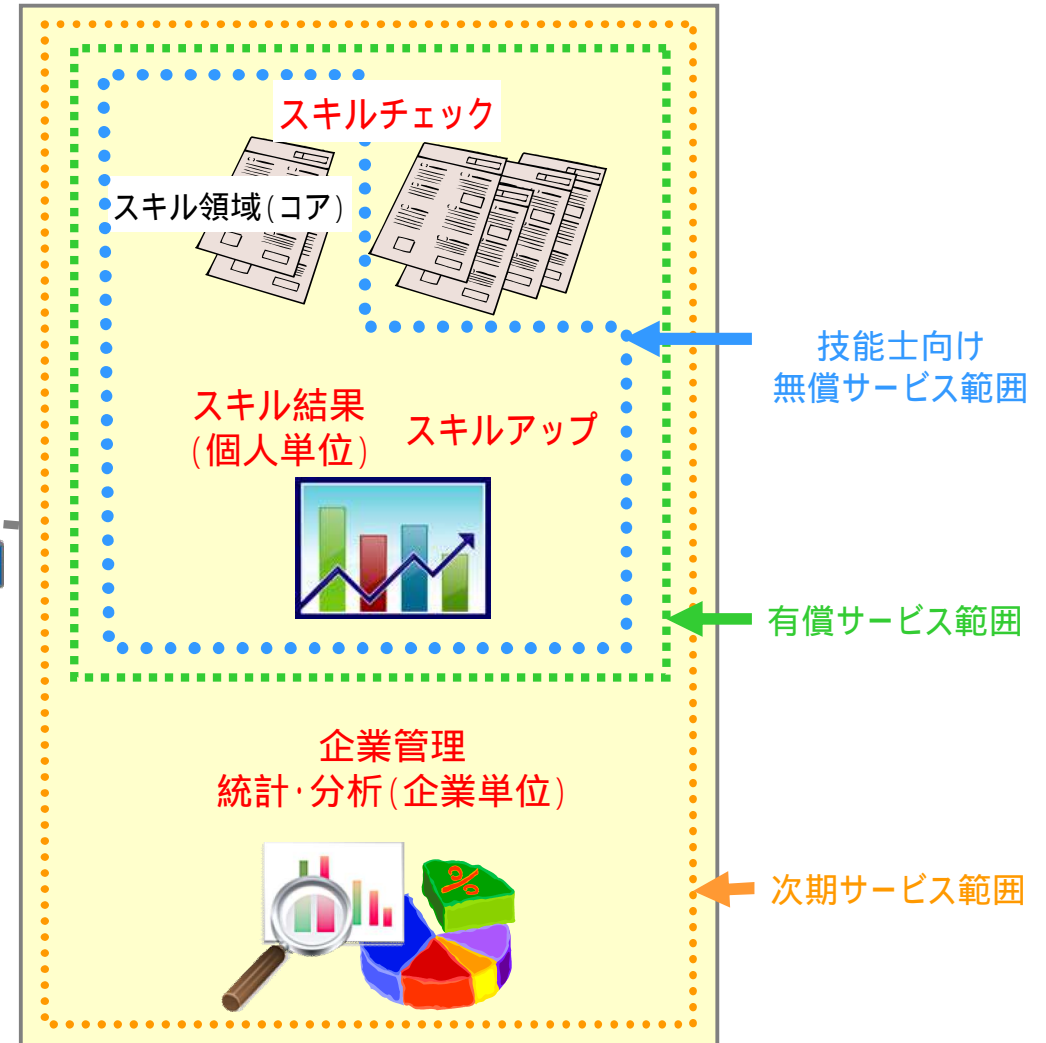 スキルチェック
スキル領域(コア)
技能士向け
無償サービス範囲
スキル結果
(個人単位)
スキルアップ
有償サービス範囲
企業管理
統計・分析(企業単位)
%
次期サービス範囲